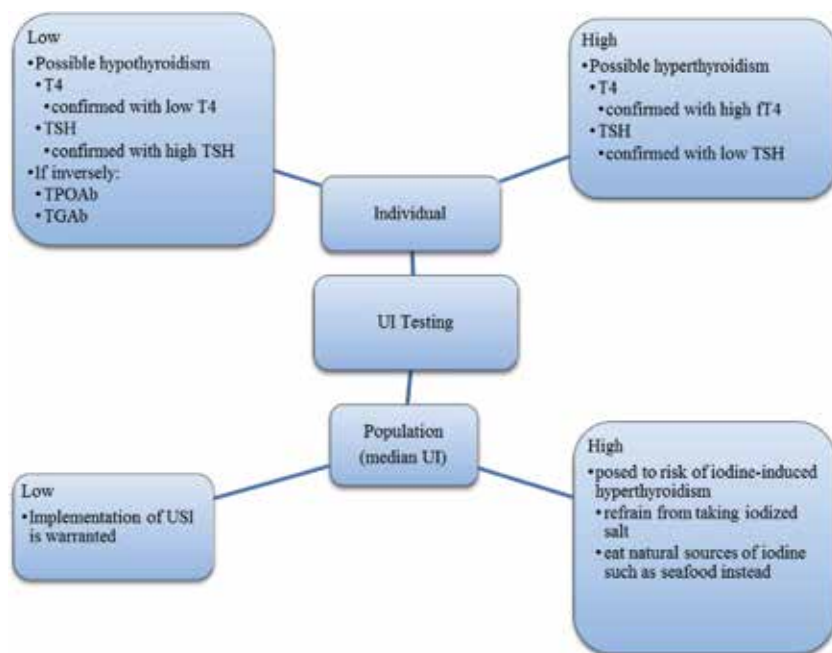 Low
•Possible hypothyroidism
•T4
•confirmed with low T4
•TSH
•confirmed with high TSH
•If inversely:
•TPOAb
•TGAb
High
•Possible hyperthyroidism
•T4
•confirmed with high fT4
•TSH
•confirmed with low TSH
Individual
UI Testing
Population
(median UI)
Low
•Implementation of USI
is warranted
High
•posed to risk of iodine-induced
hyperthyroidism
•refrain from taking iodized
salt
•eat natural sources of iodine
such as seafood instead